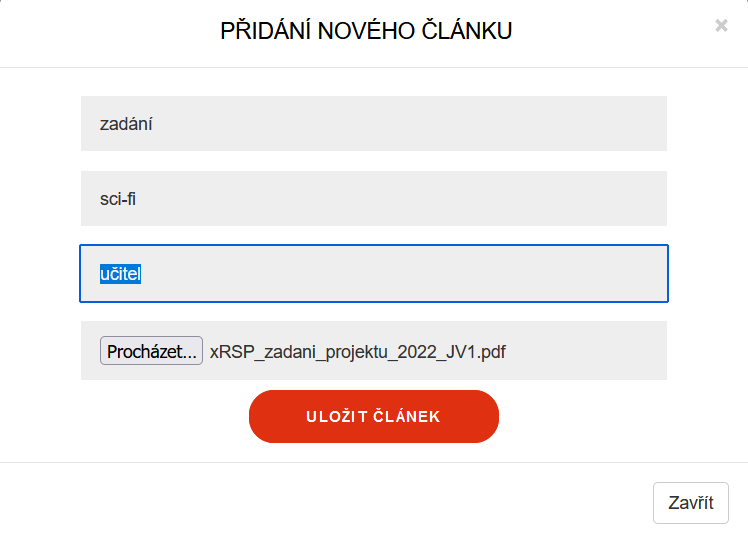 PŘIDÁNÍ NOVÉHO ČLÁNKU
×
zadání
sci-fi
učitel
Procházet... xRSP_zadani_projektu_2022_JV1.pdf
ULOŽIT ČLÁNEK
Zavřít